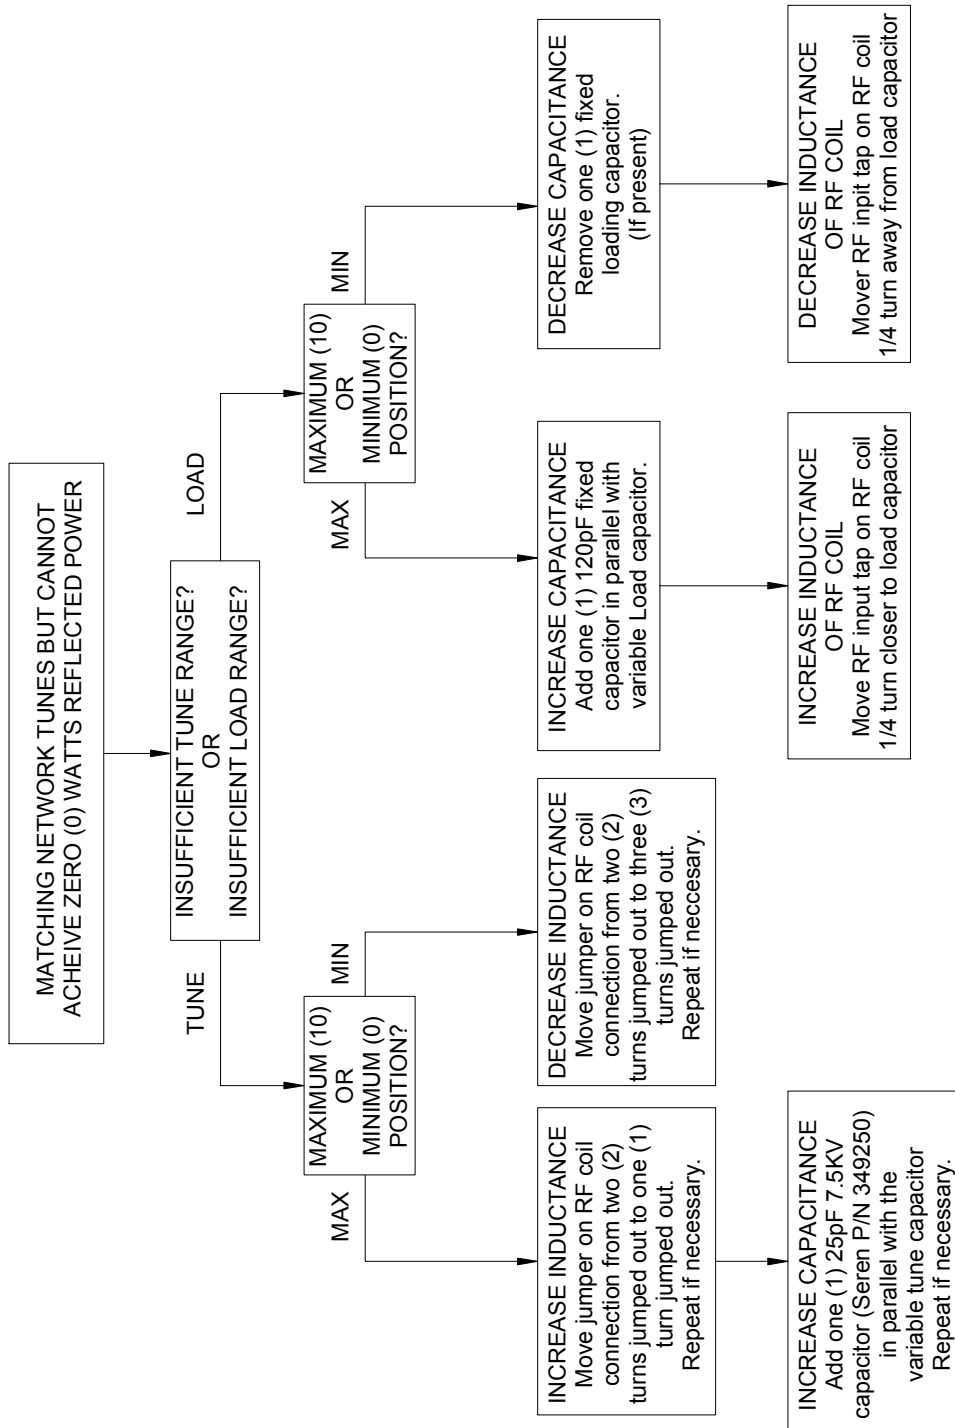 MATCHING NETWORK TUNES BUT CANNOT
ACHEIVE ZERO (0) WATTS REFLECTED POWER
INSUFFICIENT TUNE RANGE?
OR
INSUFFICIENT LOAD RANGE?
TUNE
LOAD
MAXIMUM (10)
OR
MINIMUM (0)
POSITION?
MAXIMUM (10)
OR
MINIMUM (0)
POSITION?
MAX
MIN
MAX
MIN
INCREASE INDUCTANCE
Move jumper on RF coil
connection from two (2)
turns jumped out to one (1)
turn jumped out.
Repeat if necessary.
DECREASE INDUCTANCE
Move jumper on RF coil
connection from two (2)
turns jumped out to three (3)
turns jumped out.
Repeat if neccesary.
INCREASE CAPACITANCE
Add one (1) 120pF fixed
capacitor in parallel with
variable Load capacitor.
DECREASE CAPACITANCE
Remove one (1) fixed
loading capacitor.
(If present)
INCREASE CAPACITANCE
Add one (1) 25pF 7.5KV
capacitor (Seren P/N 349250)
in parallel with the
variable tune capacitor
Repeat if necessary.
INCREASE INDUCTANCE
OF RF COIL
Move RF input tap on RF coil
1/4 turn closer to load capacitor
DECREASE INDUCTANCE
OF RF COIL
Mover RF inpit tap on RF coil
1/4 turn away from load capacitor